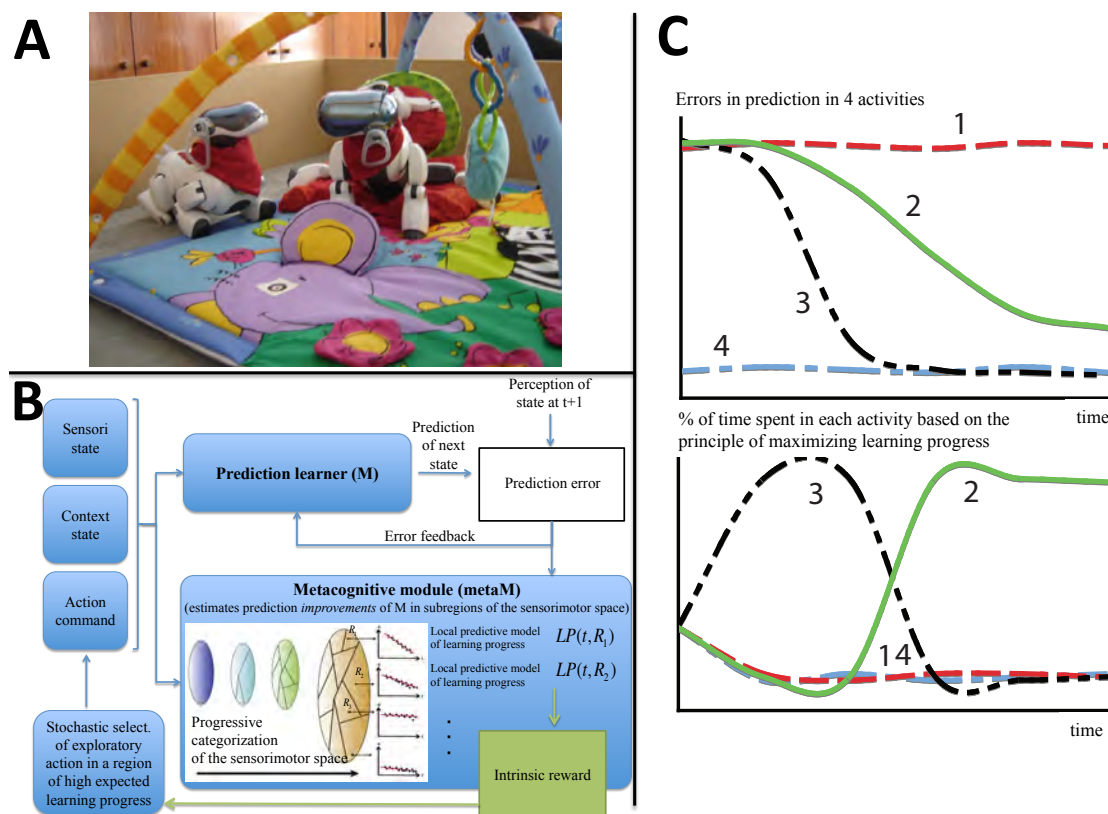 A
B
Sensori
state
Context
state
Action
command
Stochastic select.
of exploratory
action in a region
of high expected
learning progress
Prediction learner (M)
Prediction
of next
state
Perception of
state at t+1
Prediction error
Error feedback
Metacognitive module (metaM)
(estimates prediction improvements of M in subregions of the sensorimotor space)
R1
R2
R3
Local predictive model
of learning progress
LP(t, R1)
Local predictive model
of learning progress
LP(t, R2)
Progressive
categorization
of the sensorimotor space
Intrinsic reward
C
Errors in prediction in 4 activities
1
2
3
4
time
% of time spent in each activity based on the
principle of maximizing learning progress
3
2
1 4
time